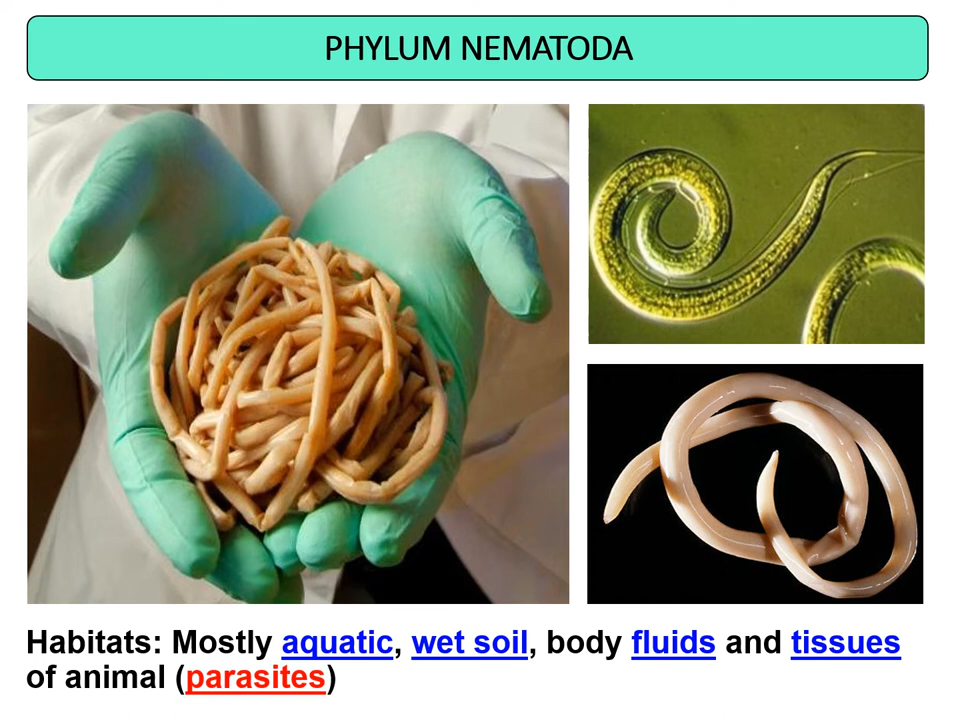 PHYLUM NEMATODA
Habitats: Mostly aquatic, wet soil, body fluids and tissues
of animal (parasites)